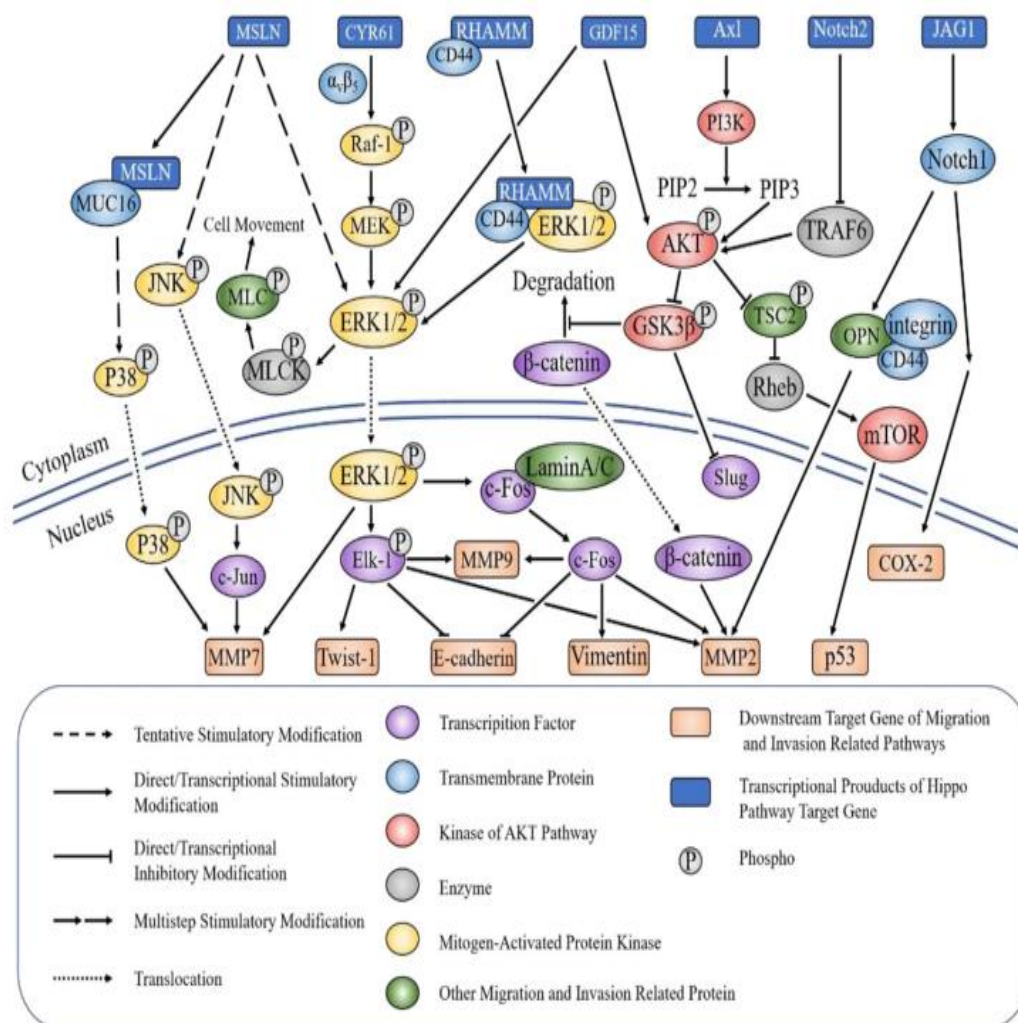 MSLN
CYR61
RHAMM
CD44
GDF15
Axl
Notch2
JAG1
αvβ5
P
Raf-1
PI3K
MSLN
MUC16
Notch1
P
MEK
RHAMM
P
CD44
ERK1/2
PIP2
PIP3
P
AKT
TRAF6
Cell Movement
P
JNK
P
MLC
P
ERK1/2
Degradation
P
GSK3β
P
TSC2
OPN
integrin
CD44
P
MLCK
P
P38
β-catenin
Rheb
mTOR
Cytoplasm
Nucleus
P
ERK1/2
LaminA/C
c-Fos
Slug
P
JNK
P
P38
P
Elk-1
MMP9
c-Fos
β-catenin
COX-2
c-Jun
MMP7
Twist-1
E-cadherin
Vimentin
MMP2
p53
Tentative Stimulatory Modification
Direct/Transcriptional Stimulatory
Modification
Direct/Transcriptional
Inhibitory Modification
Multistep Stimulatory Modification
Translocation
Transcripition Factor
Transmembrane Protein
Kinase of AKT Pathway
Enzyme
Mitogen-Activated Protein Kinase
Other Migration and Invasion Related Protein
Downstream Target Gene of Migration
and Invasion Related Pathways
Transcriptional Prouducts of Hippo
Pathway Target Gene
P
Phospho